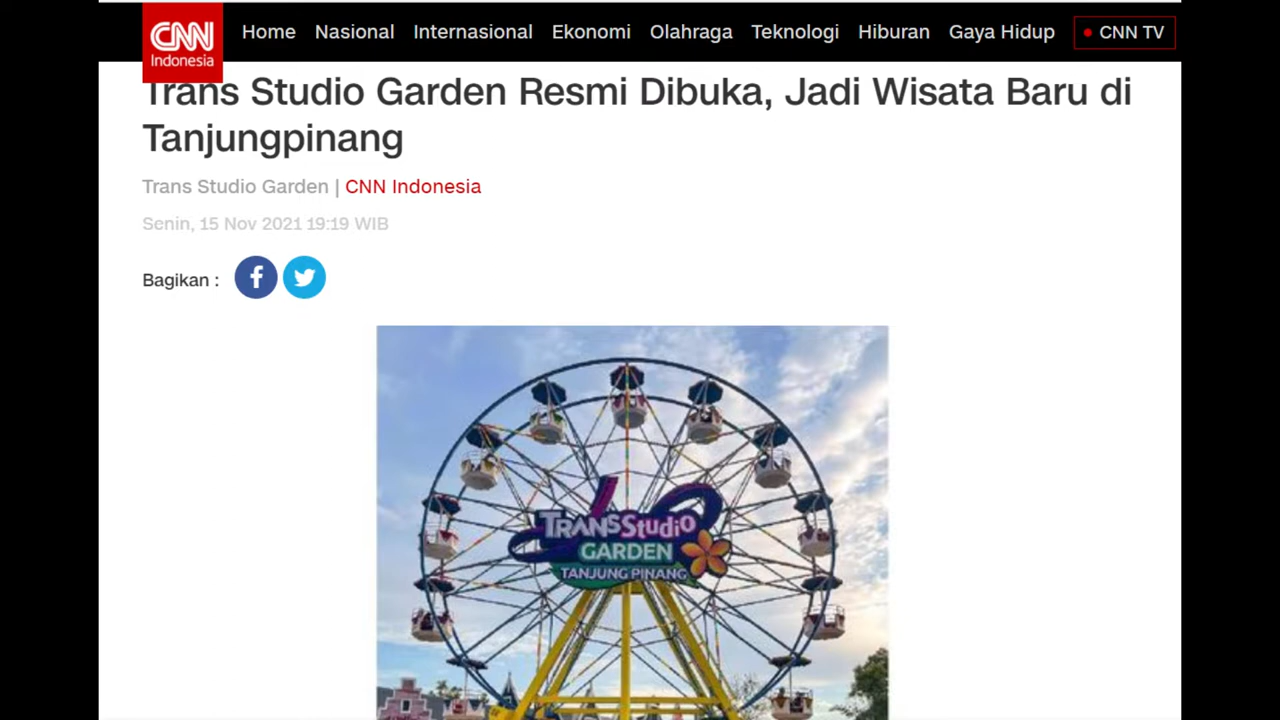 CNN
Indonesia
Home Nasional Internasional Ekonomi Olahraga Teknologi Hiburan Gaya Hidup CNN TV
Trans Studio Garden Resmi Dibuka, Jadi Wisata Baru di
Tanjungpinang
Trans Studio Garden | CNN Indonesia
Senin, 15 Nov 2021 19:19 WIB
Bagikan :
TRANS Studio
GARDEN
TANJUNG PINANG